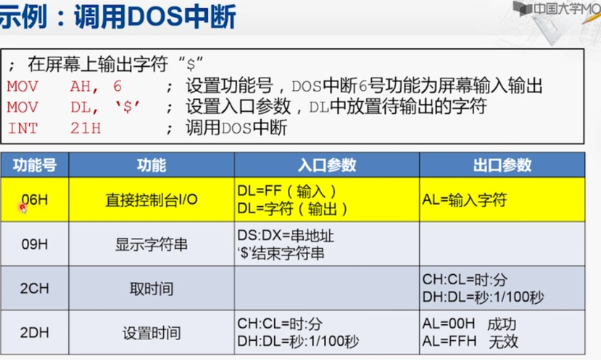 示例：调用DOS中断
中国大学MO
; 在屏幕上输出字符“$”
MOV AH, 6 ; 设置功能号，DOS中断6号功能为屏幕输入输出
MOV DL, ‘$’ ; 设置入口参数，DL中放置待输出的字符
INT 21H ; 调用DOS中断
功能号 功能 入口参数 出口参数
06H 直接控制台I/O DL=FF（输入） AL=输入字符
DL=字符（输出）
09H 显示字符串 DS:DX=串地址
‘$’结束字符串
2CH 取时间 CH:CL=时:分
DH:DL=秒:1/100秒
2DH 设置时间 CH:CL=时:分 AL=00H 成功
DH:DL=秒:1/100秒 AL=FFH 无效